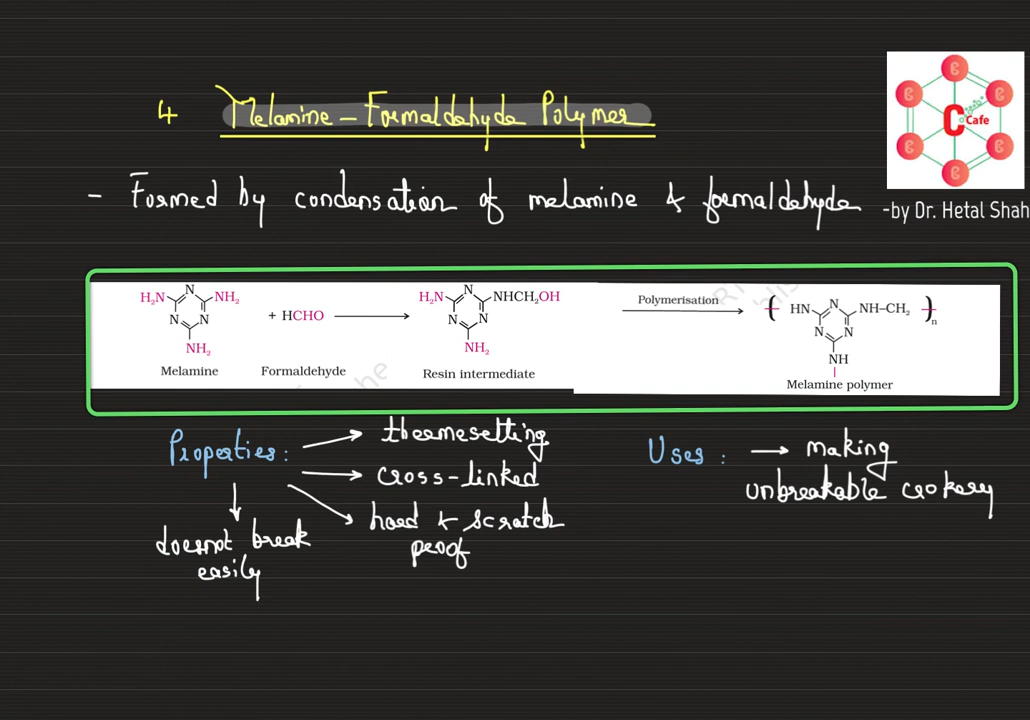 4 Melamine - Formaldehyde Polymer
C Cafe
- Formed by condensation of melamine & formaldehyde
-by Dr. Hetal Shah
H₂N N NH₂
N N
NH₂
+ HCHO
H₂N N NHCH₂OH
N N
NH₂
Polymerisation
( HN N NH–CH₂ )n
N N
NH
Melamine
Formaldehyde
Resin intermediate
Melamine polymer
Properties :
thermosetting
cross-linked
hard & scratch
proof
doesnot break
easily
Uses :
making
unbreakable crokery